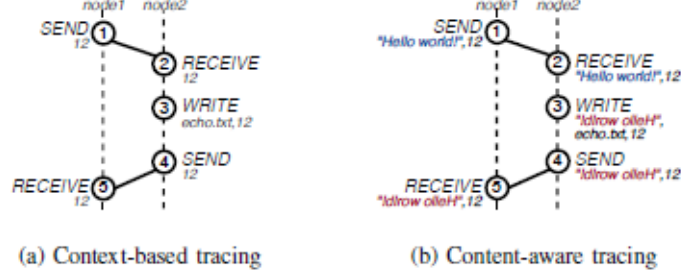 node1 node2
SEND
12
1
2
RECEIVE
12
3
WRITE
echo.txt,12
4
SEND
12
RECEIVE
12
5
(a) Context-based tracing
node1 node2
SEND
"Hello world!",12
1
2
RECEIVE
"Hello world!",12
3
WRITE
"!dlrow olleH",
echo.txt,12
4
SEND
"!dlrow olleH",12
RECEIVE
"!dlrow olleH",12
5
(b) Content-aware tracing